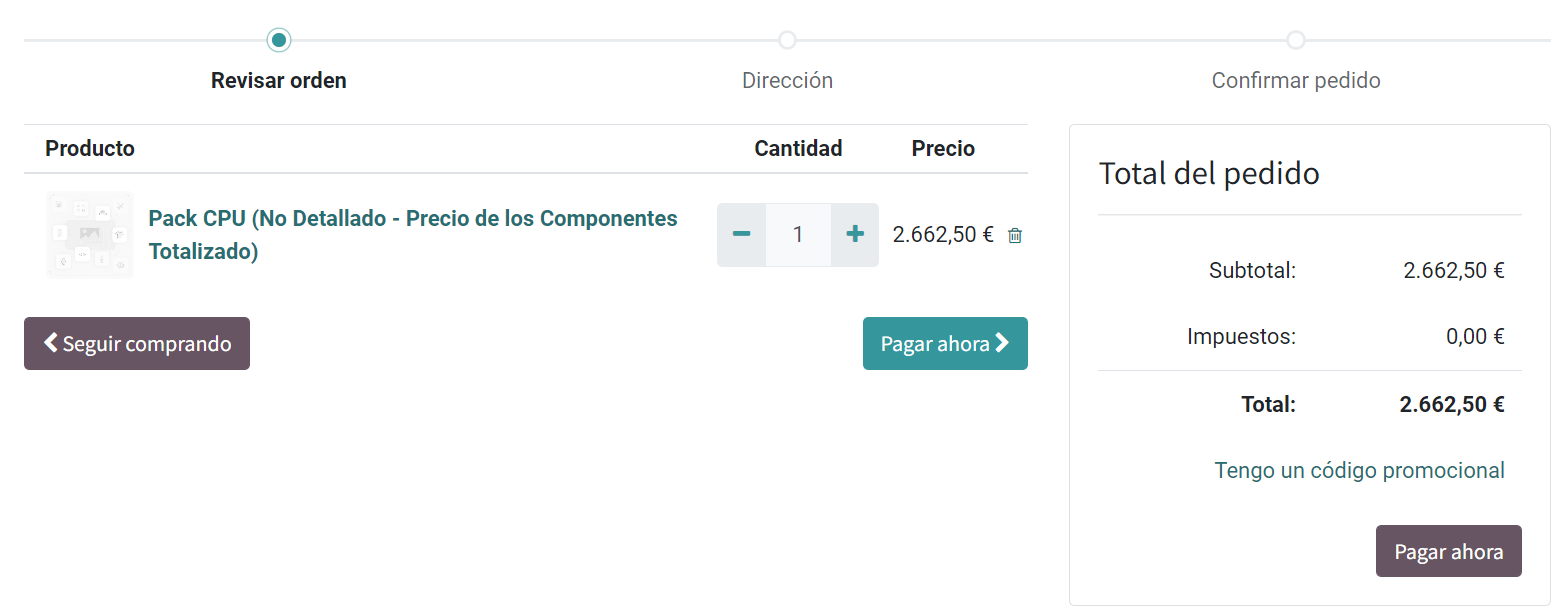 Revisar orden
Dirección
Confirmar pedido
Producto
Cantidad
Precio
Pack CPU (No Detallado - Precio de los Componentes
Totalizado)
1
2.662,50 €
Seguir comprando
Pagar ahora
Total del pedido
Subtotal: 2.662,50 €
Impuestos: 0,00 €
Total: 2.662,50 €
Tengo un código promocional
Pagar ahora